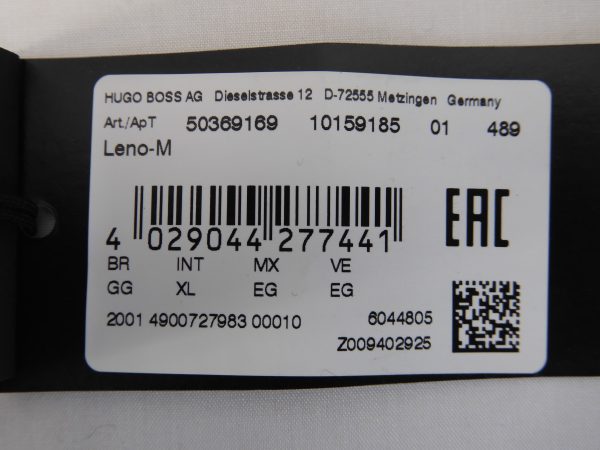 HUGO BOSS AG Dieselstrasse 12 D-72555 Metzingen Germany
Art./ApT 50369169 10159185 01 489
Leno-M
4 029044 277441
EAC
BR INT MX VE
GG XL EG EG
2001 4900727983 00010 6044805
Z009402925